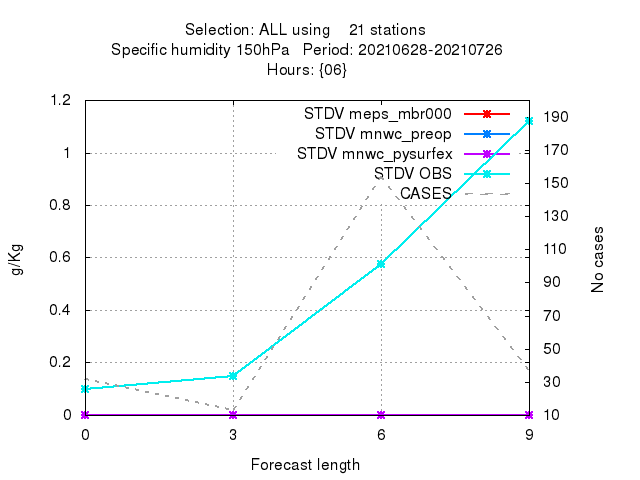 Selection: ALL using 21 stations
Specific humidity 150hPa Period: 20210628-20210726
Hours: {06}
STDV meps_mbr000
STDV mnwc_preop
STDV mnwc_pysurfex
STDV OBS
CASES
g/Kg
1.2
1
0.8
0.6
0.4
0.2
0
190
170
150
130
110
90
70
50
30
10
No cases
0 3 6 9
Forecast length